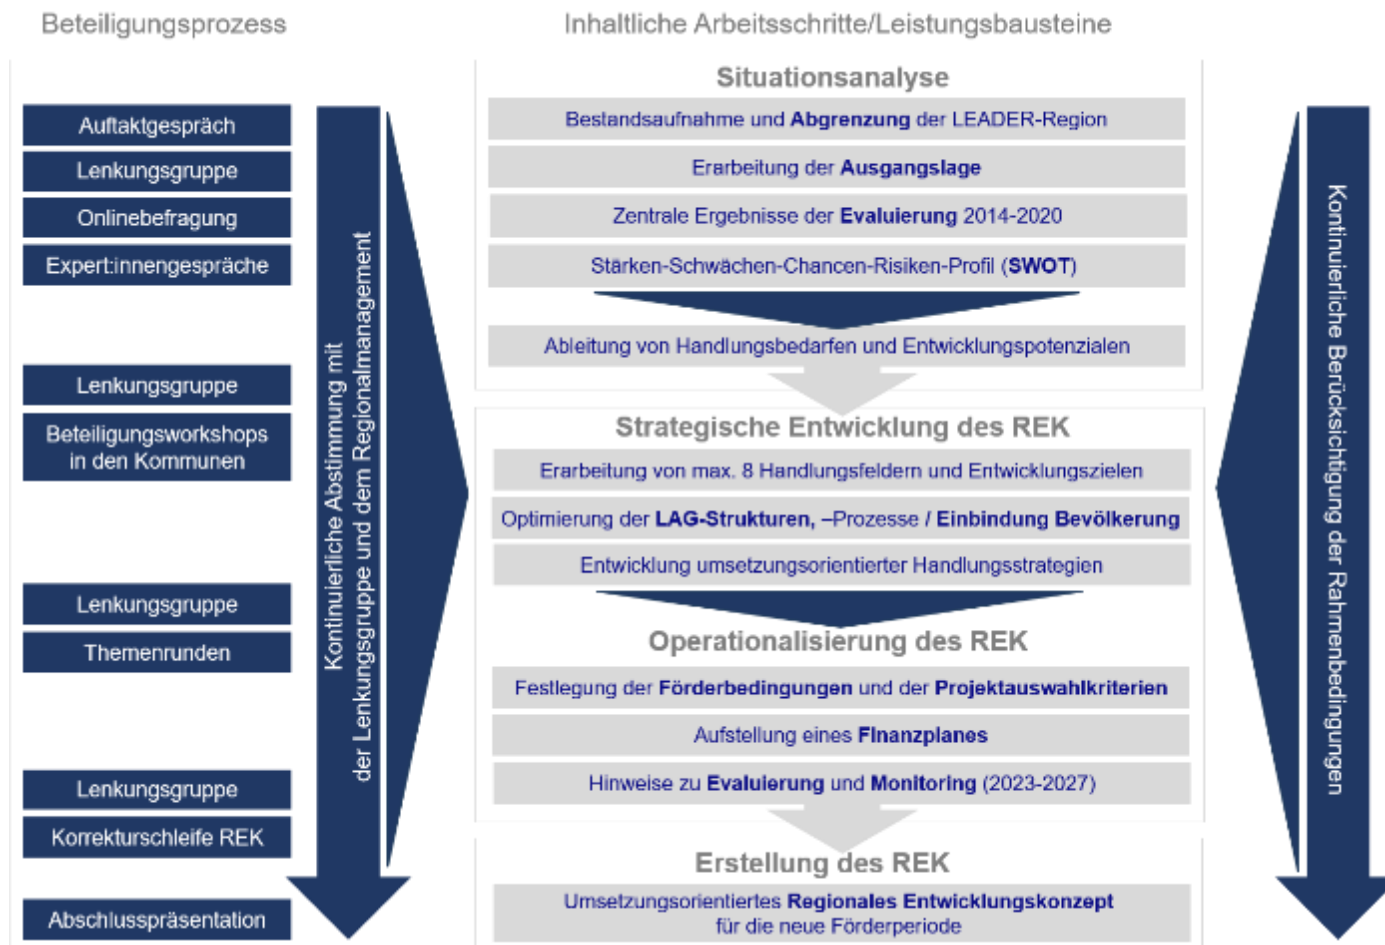 Beteiligungsprozess
Auftaktgespräch
Lenkungsgruppe
Onlinebefragung
Expert:innengespräche
Lenkungsgruppe
Beteiligungsworkshops
in den Kommunen
Lenkungsgruppe
Themenrunden
Lenkungsgruppe
Korrekturschleife REK
Abschlusspräsentation
Kontinuierliche Abstimmung mit
der Lenkungsgruppe und dem Regionalmanagement
Inhaltliche Arbeitsschritte/Leistungsbausteine
Situationsanalyse
Bestandsaufnahme und Abgrenzung der LEADER-Region
Erarbeitung der Ausgangslage
Zentrale Ergebnisse der Evaluierung 2014-2020
Stärken-Schwächen-Chancen-Risiken-Profil (SWOT)
Ableitung von Handlungsbedarfen und Entwicklungspotenzialen
Strategische Entwicklung des REK
Erarbeitung von max. 8 Handlungsfeldern und Entwicklungszielen
Optimierung der LAG-Strukturen, –Prozesse / Einbindung Bevölkerung
Entwicklung umsetzungsorientierter Handlungsstrategien
Operationalisierung des REK
Festlegung der Förderbedingungen und der Projektauswahlkriterien
Aufstellung eines Finanzplanes
Hinweise zu Evaluierung und Monitoring (2023-2027)
Erstellung des REK
Umsetzungsorientiertes Regionales Entwicklungskonzept
für die neue Förderperiode
Kontinuierliche Berücksichtigung der Rahmenbedingungen